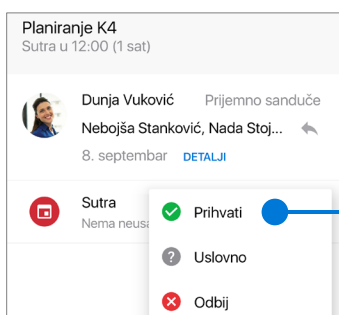 Planiranje K4
Sutra u 12:00 (1 sat)
Dunja Vuković Prijemno sanduče
Nebojša Stanković, Nada Stoj...
8. septembar DETALJI
Sutra
Nema neus
Prihvati
Uslovno
Odbij